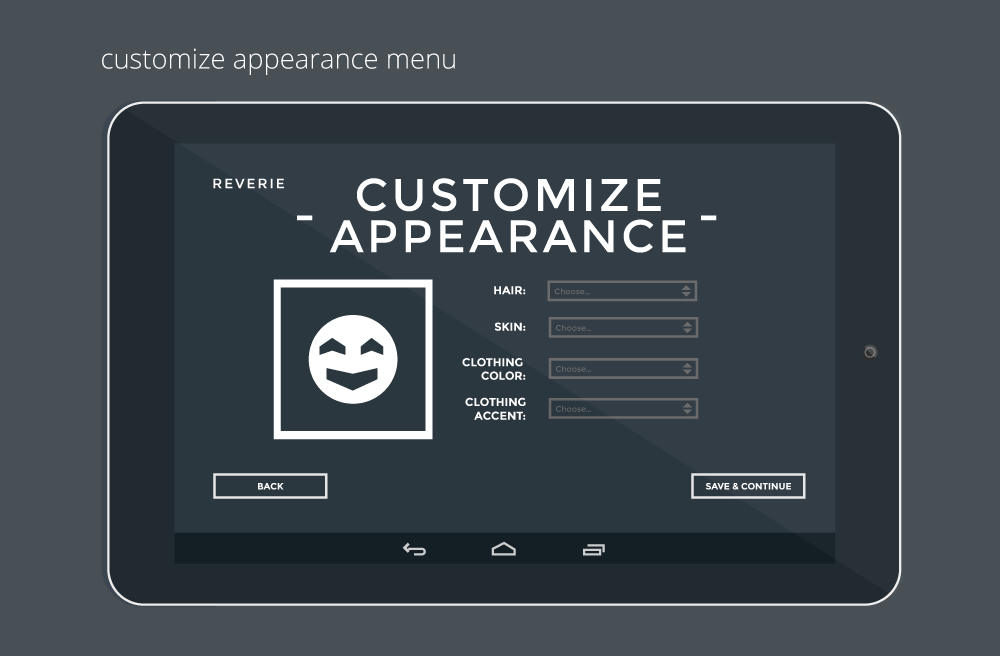 customize appearance menu
REVERIE
- CUSTOMIZE
APPEARANCE -
HAIR: Choose...
SKIN: Choose...
CLOTHING
COLOR: Choose...
CLOTHING
ACCENT: Choose...
BACK
SAVE & CONTINUE